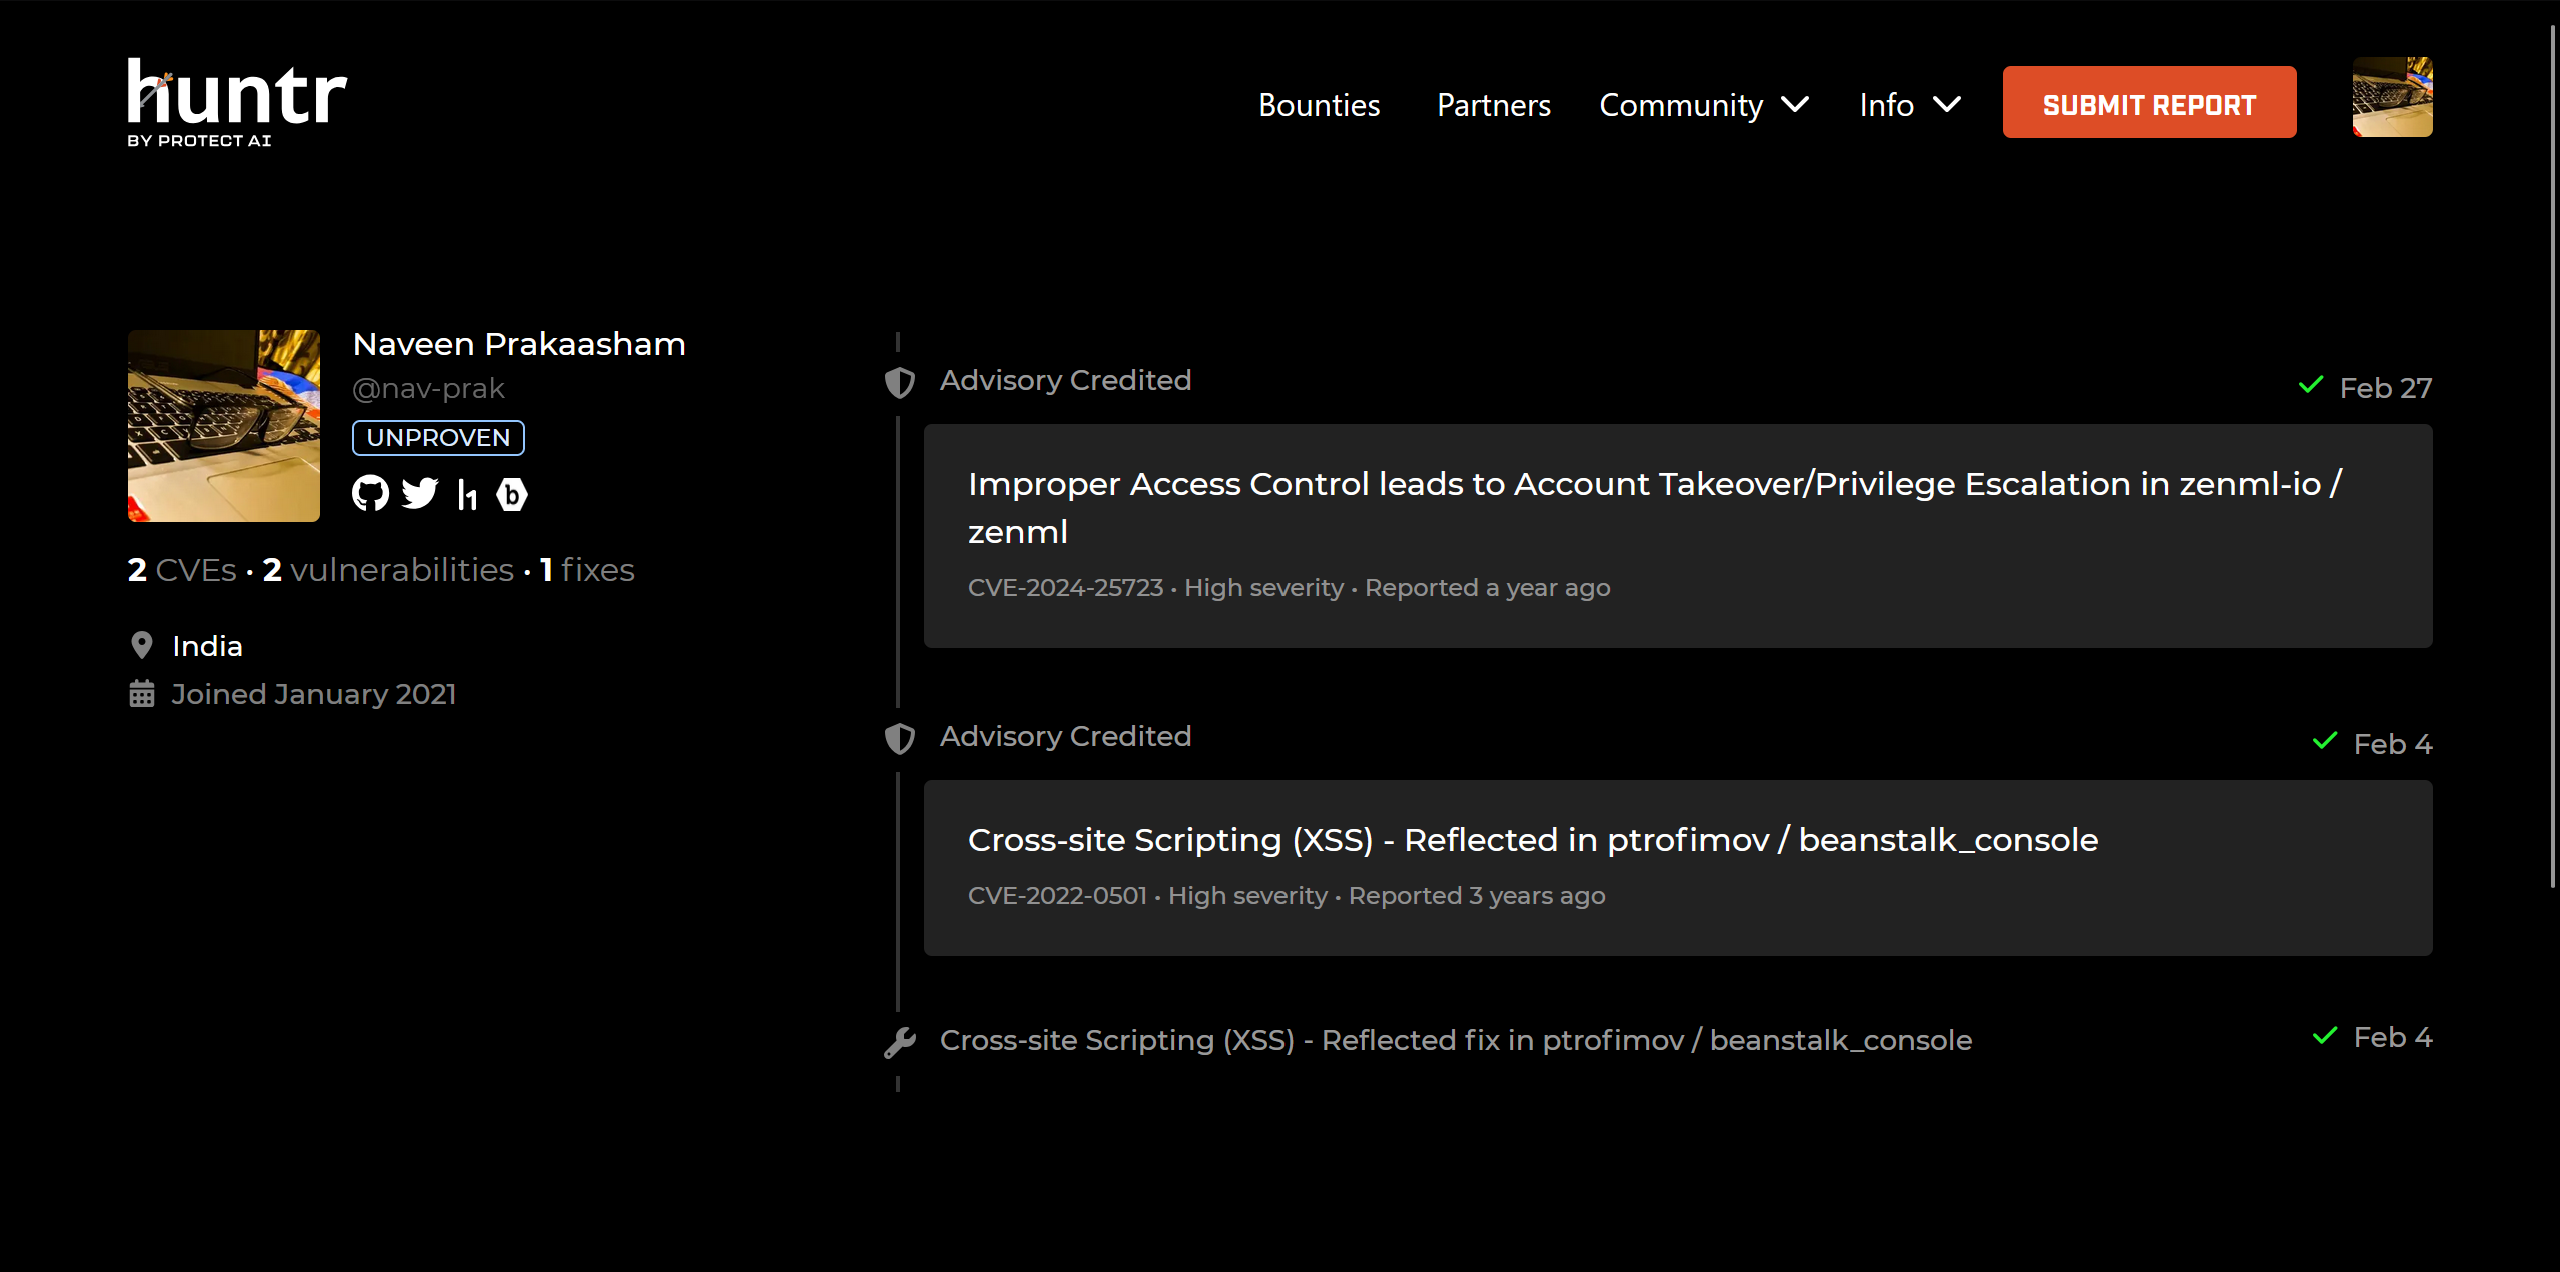 huntr
BY PROTECT AI
Bounties
Partners
Community
Info
SUBMIT REPORT
Naveen Prakaasham
@nav-prak
UNPROVEN
2 CVEs • 2 vulnerabilities • 1 fixes
India
Joined January 2021
Advisory Credited
Feb 27
Improper Access Control leads to Account Takeover/Privilege Escalation in zenml-io /
zenml
CVE-2024-25723 • High severity • Reported a year ago
Advisory Credited
Feb 4
Cross-site Scripting (XSS) - Reflected in ptrofimov / beanstalk_console
CVE-2022-0501 • High severity • Reported 3 years ago
Cross-site Scripting (XSS) - Reflected fix in ptrofimov / beanstalk_console
Feb 4